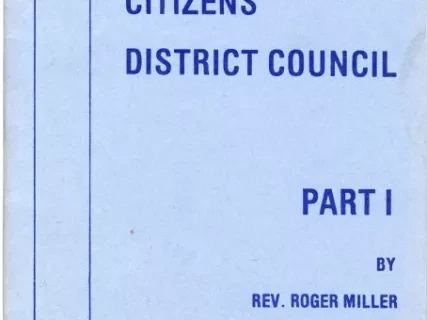 CITIZENS
DISTRICT COUNCIL
PART I
BY
REV. ROGER MILLER